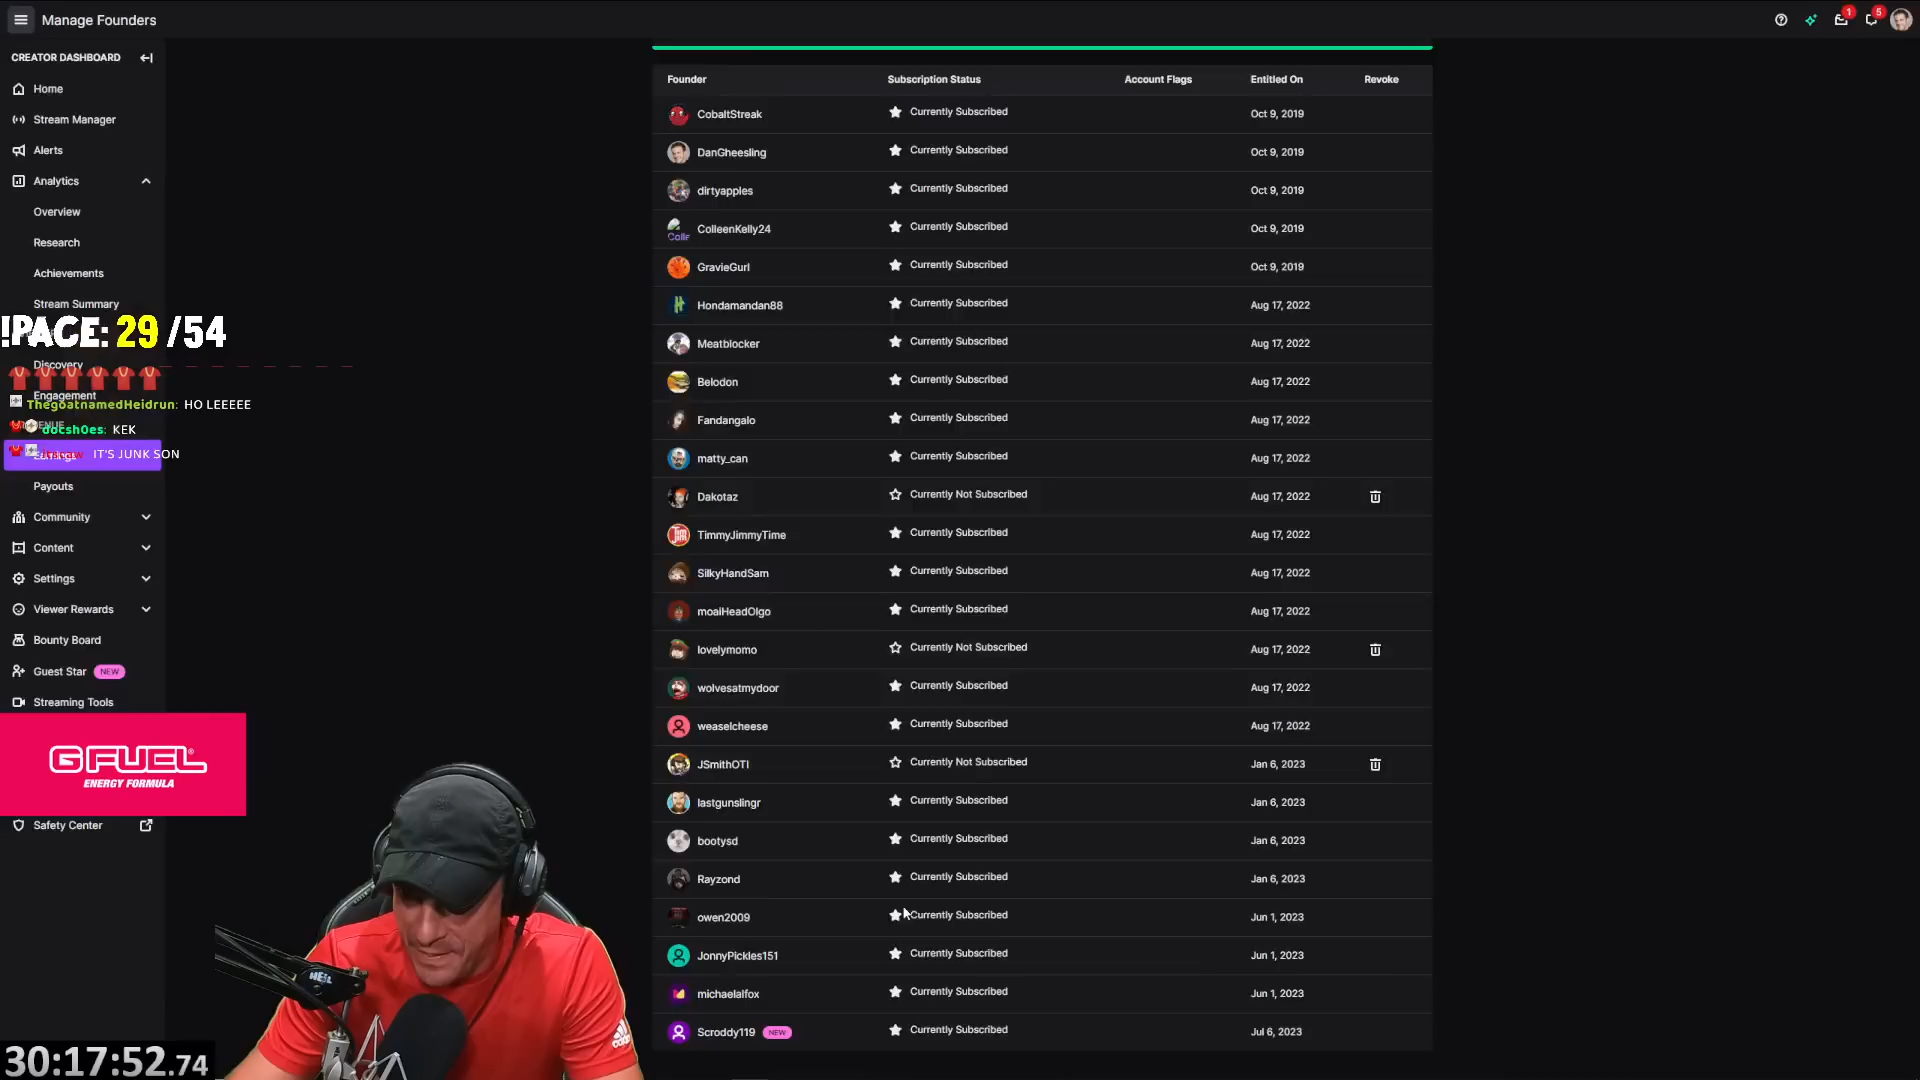 Manage Founders
1
5
CREATOR DASHBOARD
Home
Stream Manager
Alerts
Analytics
Overview
Research
Achievements
Stream Summary
!PACE: 29 /54
Discovery
Engagement
ThegoatnamedHeidrun: HO LEEEEE
docsh0es: KEK
IT'S JUNK SON
Payouts
Community
Content
Settings
Viewer Rewards
Bounty Board
Guest Star NEW
Streaming Tools
G FUEL
ENERGY FORMULA
Safety Center
30:17:52.74
Founder Subscription Status Account Flags Entitled On Revoke
CobaltStreak Currently Subscribed Oct 9, 2019
DanGheesling Currently Subscribed Oct 9, 2019
dirtyapples Currently Subscribed Oct 9, 2019
Colle ColleenKelly24 Currently Subscribed Oct 9, 2019
GravieGurl Currently Subscribed Oct 9, 2019
Hondamandan88 Currently Subscribed Aug 17, 2022
Meatblocker Currently Subscribed Aug 17, 2022
Belodon Currently Subscribed Aug 17, 2022
Fandangalo Currently Subscribed Aug 17, 2022
matty_can Currently Subscribed Aug 17, 2022
Dakotaz Currently Not Subscribed Aug 17, 2022
TimmyJimmyTime Currently Subscribed Aug 17, 2022
SilkyHandSam Currently Subscribed Aug 17, 2022
moaiHeadOlgo Currently Subscribed Aug 17, 2022
lovelymomo Currently Not Subscribed Aug 17, 2022
wolvesatmydoor Currently Subscribed Aug 17, 2022
weaselcheese Currently Subscribed Aug 17, 2022
JSmithOTI Currently Not Subscribed Jan 6, 2023
lastgunslingr Currently Subscribed Jan 6, 2023
bootysd Currently Subscribed Jan 6, 2023
Rayzond Currently Subscribed Jan 6, 2023
owen2009 Currently Subscribed Jun 1, 2023
JonnyPickles151 Currently Subscribed Jun 1, 2023
michaelalfox Currently Subscribed Jun 1, 2023
Scroddy119 NEW Currently Subscribed Jul 6, 2023